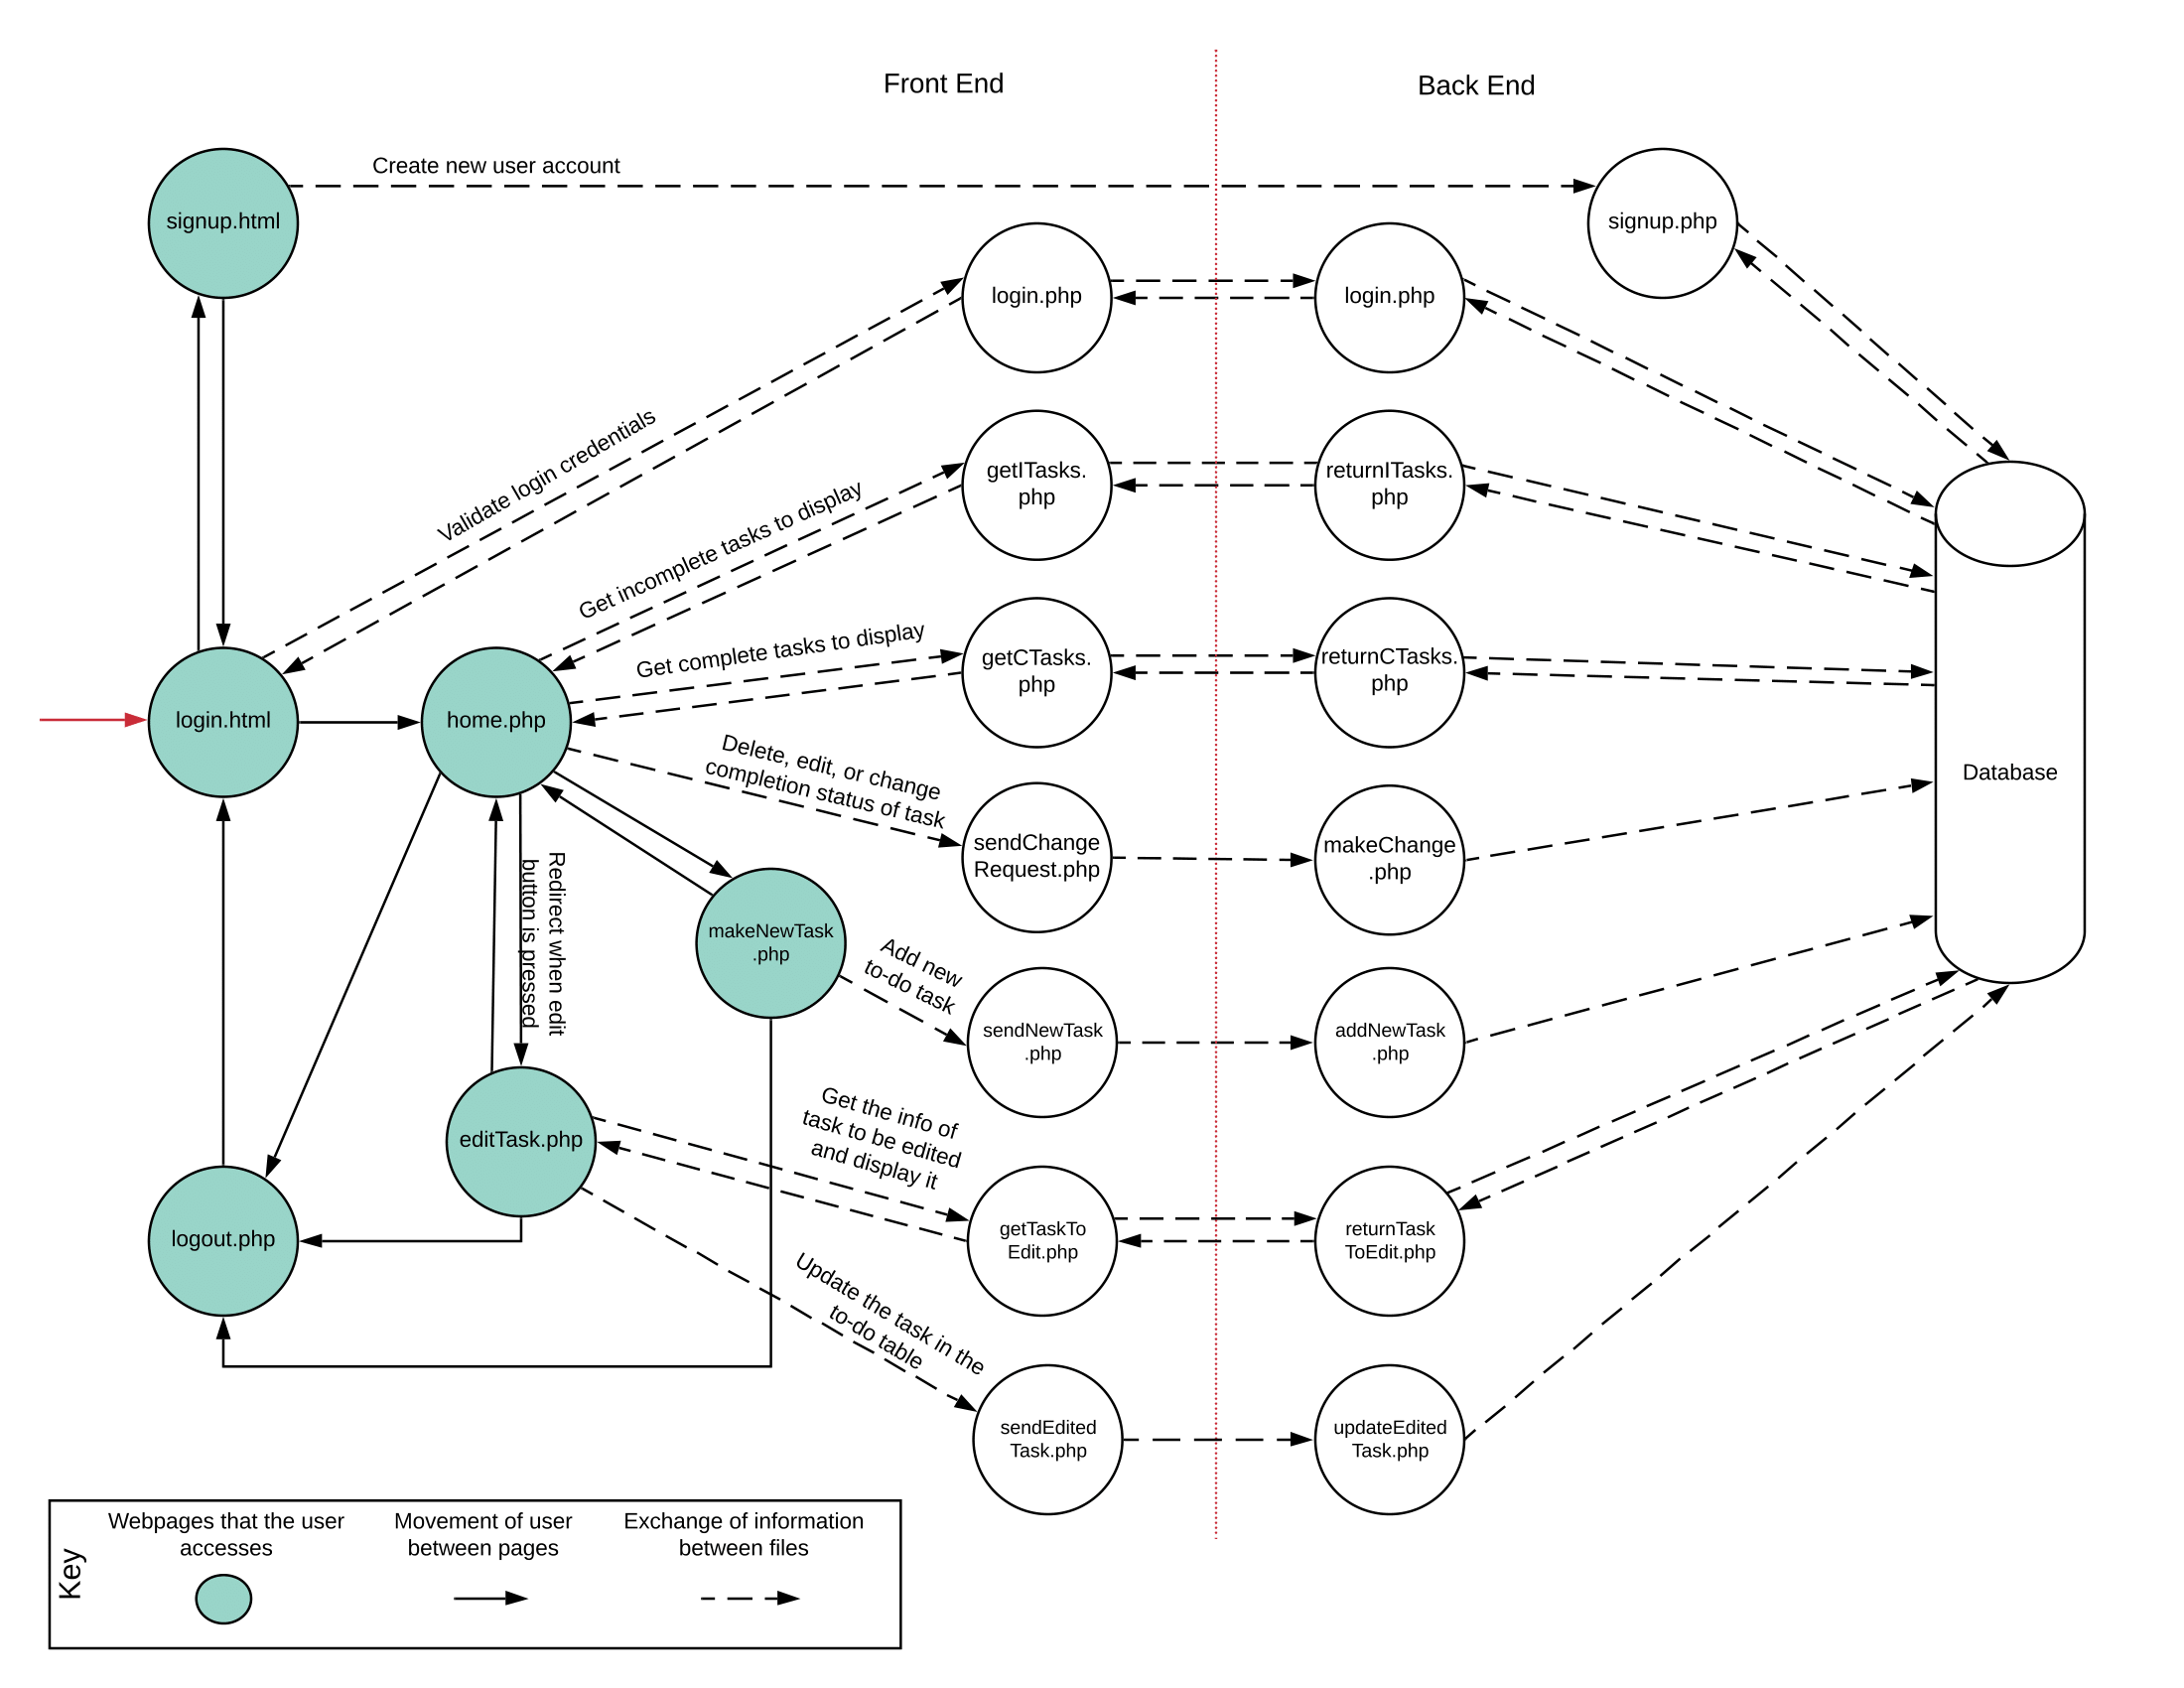 Front End
Back End
Create new user account
signup.html
signup.php
login.php
login.php
Validate login credentials
getITasks.
php
returnITasks.
php
Get incomplete tasks to display
Get complete tasks to display
getCTasks.
php
returnCTasks.
php
login.html
home.php
Delete, edit, or change
completion status of task
Database
sendChange
Request.php
makeChange
.php
Redirect when edit
button is pressed
makeNewTask
.php
Add new
to-do task
sendNewTask
.php
addNewTask
.php
editTask.php
Get the info of
task to be edited
and display it
logout.php
getTaskTo
Edit.php
returnTask
ToEdit.php
Update the task in the
to-do table
sendEdited
Task.php
updateEdited
Task.php
Key
Webpages that the user
accesses
Movement of user
between pages
Exchange of information
between files